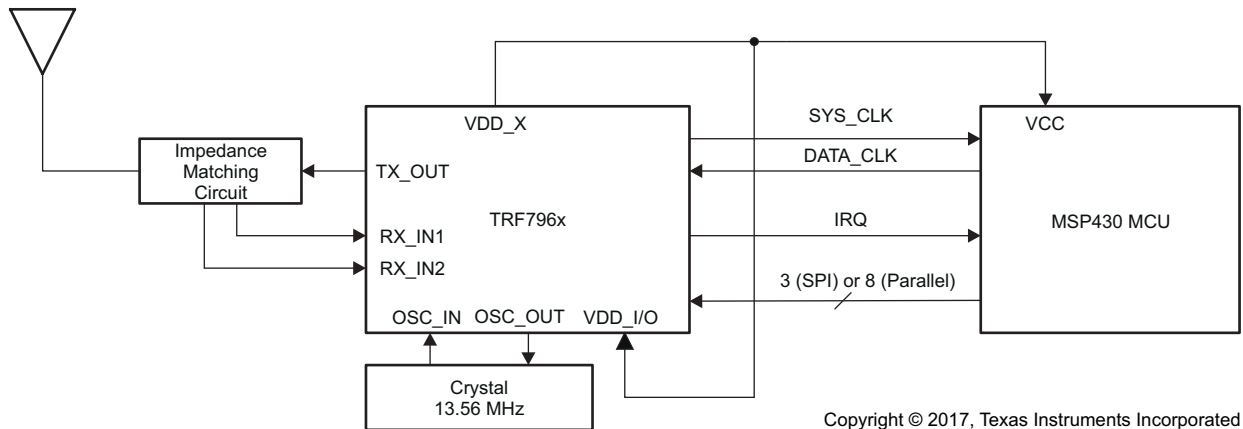 VDD_X
SYS_CLK
VCC
Impedance
Matching
Circuit
TX_OUT
DATA_CLK
TRF796x
IRQ
MSP430 MCU
RX_IN1
RX_IN2
3 (SPI) or 8 (Parallel)
OSC_IN
OSC_OUT
VDD_I/O
Crystal
13.56 MHz
Copyright © 2017, Texas Instruments Incorporated